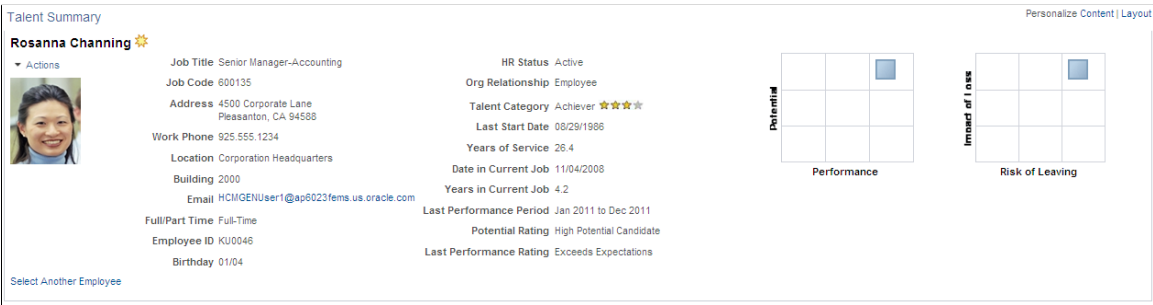 Talent Summary
Personalize Content | Layout
Rosanna Channing
Actions
Job Title Senior Manager-Accounting
Job Code 600135
Address 4500 Corporate Lane
Pleasanton, CA 94588
Work Phone 925.555.1234
Location Corporation Headquarters
Building 2000
Email HCMGENUser1@ap6023fems.us.oracle.com
Full/Part Time Full-Time
Employee ID KU0046
Birthday 01/04
HR Status Active
Org Relationship Employee
Talent Category Achiever
Last Start Date 08/29/1986
Years of Service 26.4
Date in Current Job 11/04/2008
Years in Current Job 4.2
Last Performance Period Jan 2011 to Dec 2011
Potential Rating High Potential Candidate
Last Performance Rating Exceeds Expectations
Potential
Performance
Impact of Loss
Risk of Leaving
Select Another Employee